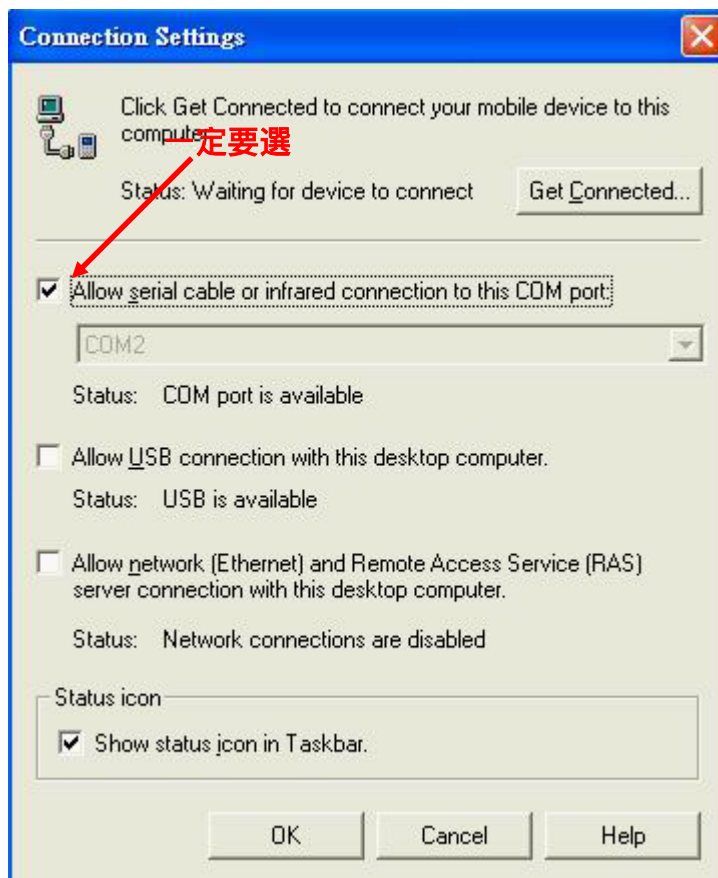 Connection Settings
Click Get Connected to connect your mobile device to this
computer.
一定要選
Status: Waiting for device to connect
Get Connected...
Allow serial cable or infrared connection to this COM port:
COM2
Status: COM port is available
Allow USB connection with this desktop computer.
Status: USB is available
Allow network (Ethernet) and Remote Access Service (RAS)
server connection with this desktop computer.
Status: Network connections are disabled
Status icon
Show status icon in Taskbar.
OK Cancel Help